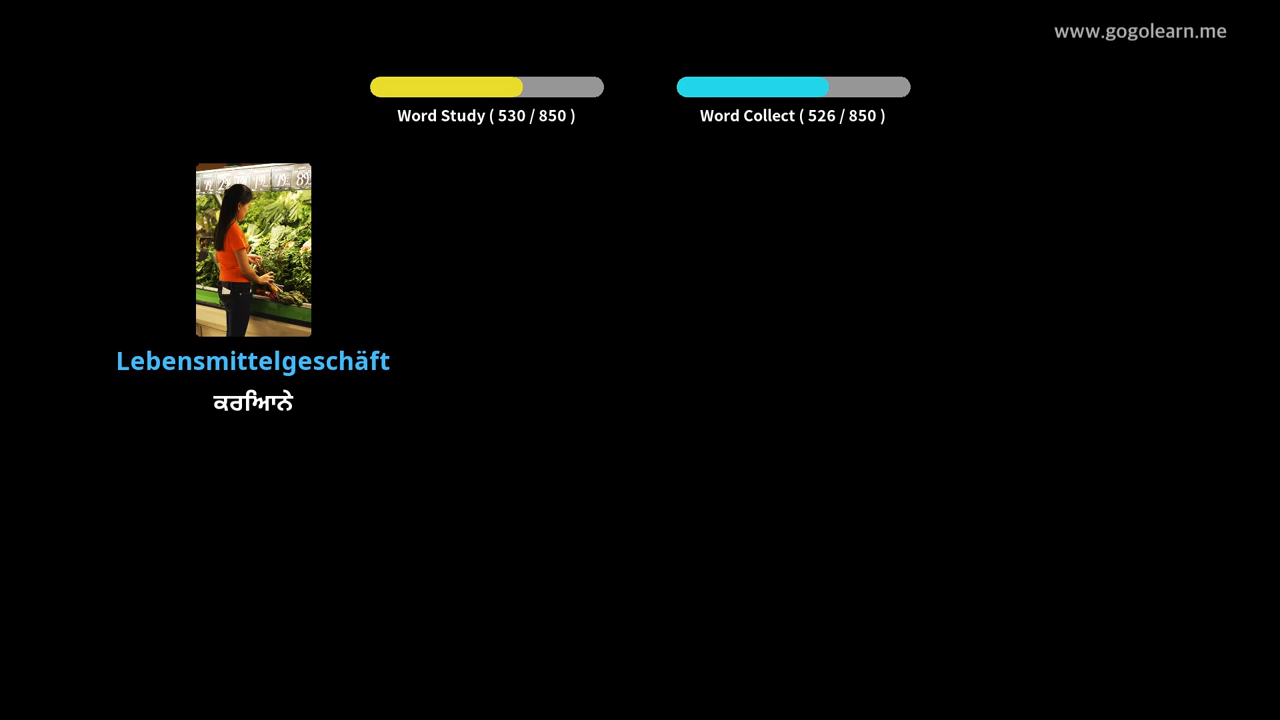 www.gogolearn.me
Word Study ( 530 / 850 )
Word Collect ( 526 / 850 )
Lebensmittelgeschäft
ਕਰਿਆਨੇ